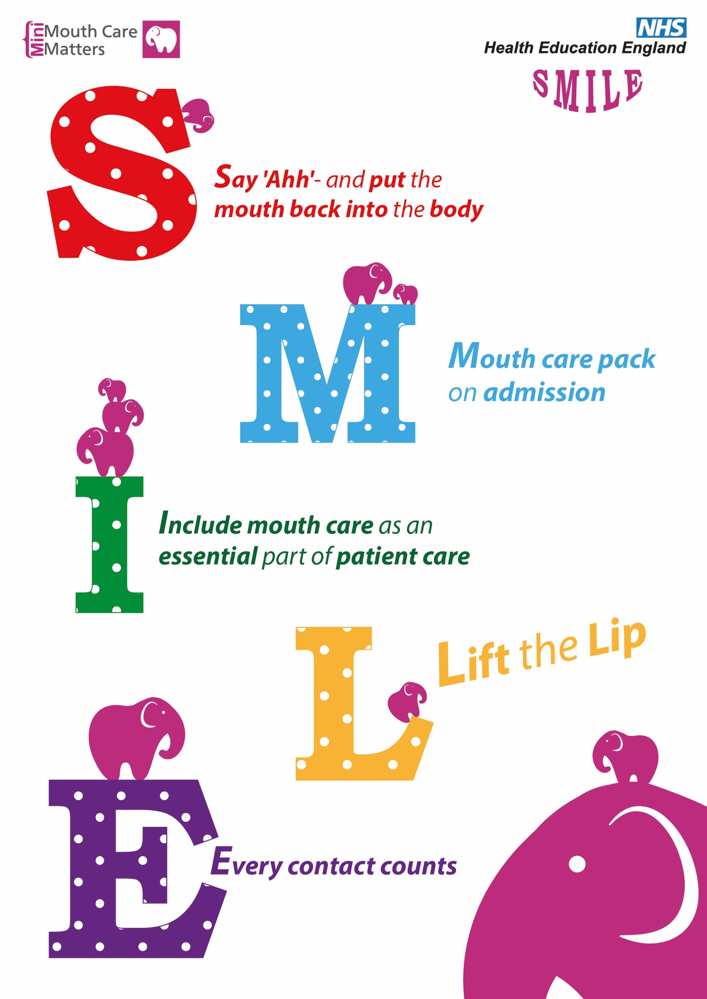 Mini
Mouth Care
Matters
NHS
Health Education England
SMILE
S
Say 'Ahh'- and put the
mouth back into the body
M
Mouth care pack
on admission
I
Include mouth care as an
essential part of patient care
L
Lift the Lip
E
Every contact counts